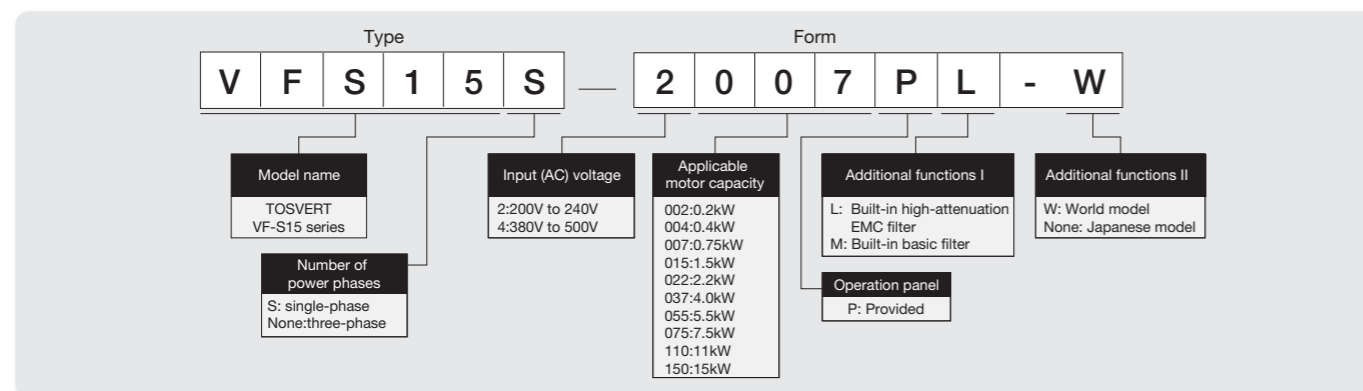 Type
Form
V F S 1 5 S — 2 0 0 7 P L - W
Model name
TOSVERT
VF-S15 series
Number of
power phases
S: single-phase
None:three-phase
Input (AC) voltage
2:200V to 240V
4:380V to 500V
Applicable
motor capacity
002:0.2kW
004:0.4kW
007:0.75kW
015:1.5kW
022:2.2kW
037:4.0kW
055:5.5kW
075:7.5kW
110:11kW
150:15kW
Additional functions I
L: Built-in high-attenuation
EMC filter
M: Built-in basic filter
Operation panel
P: Provided
Additional functions II
W: World model
None: Japanese model